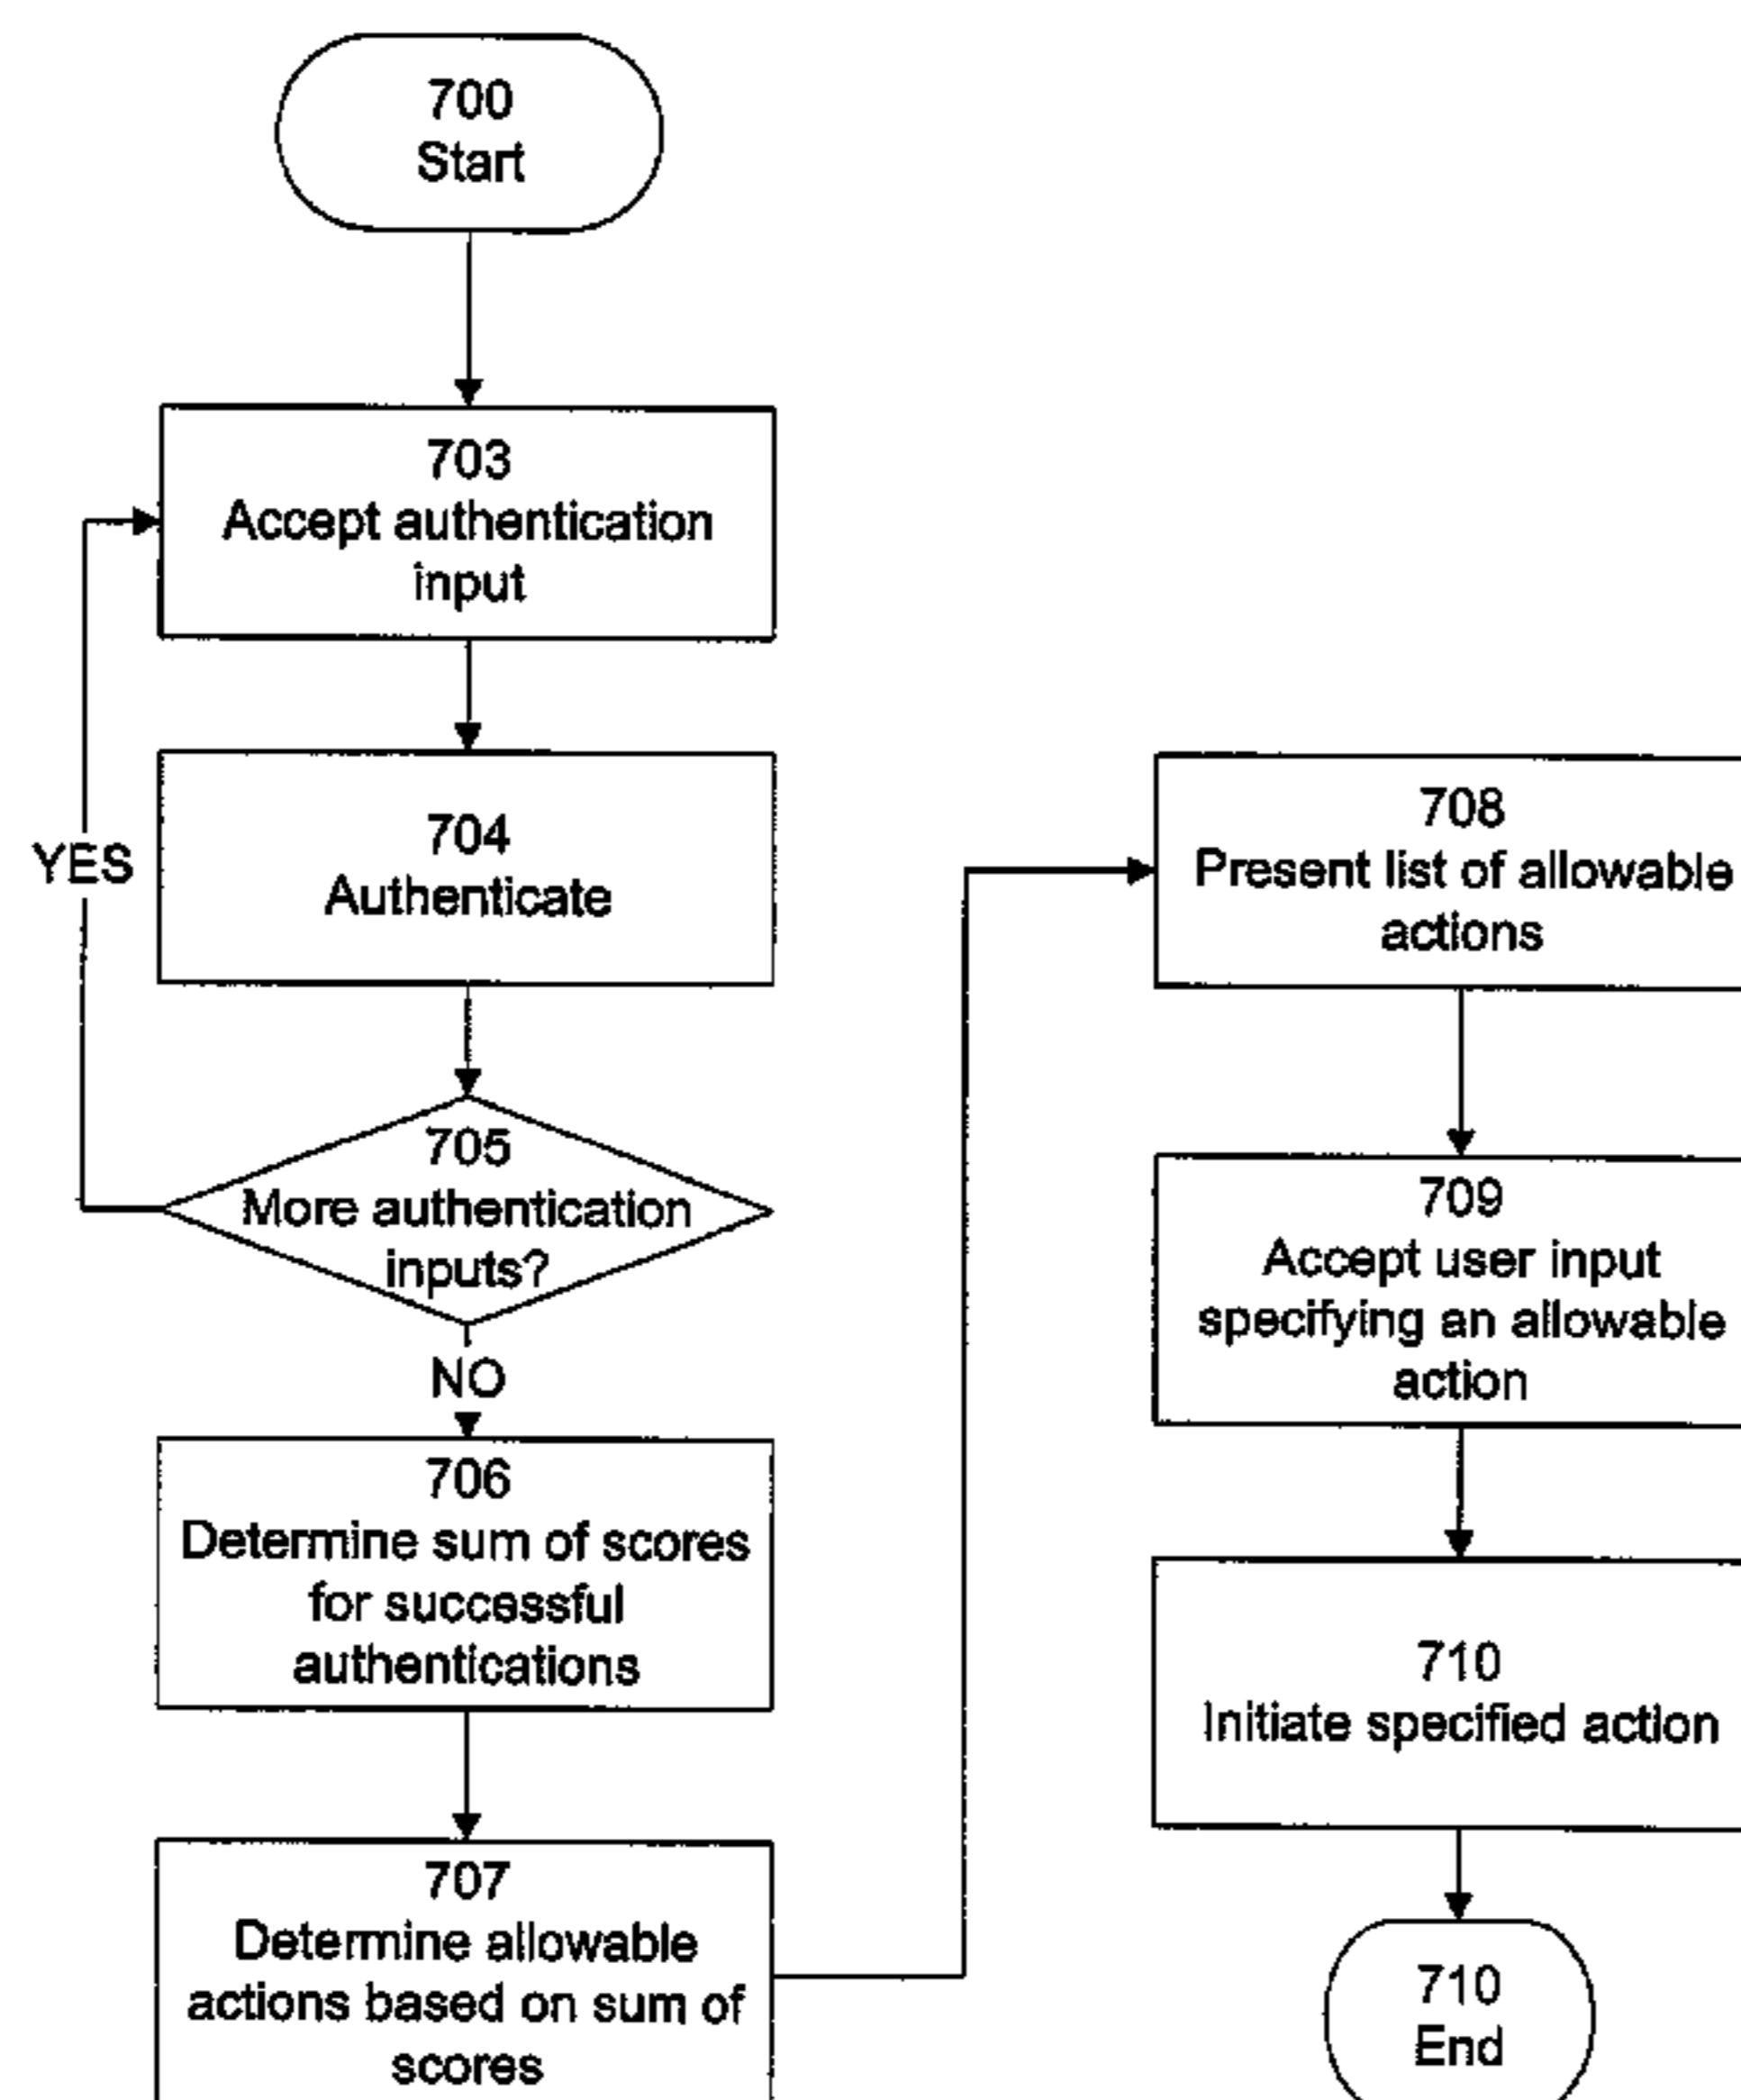 700
Start
703
Accept authentication
input
704
Authenticate
YES
705
More authentication
inputs?
NO
706
Determine sum of scores
for successful
authentications
707
Determine allowable
actions based on sum of
scores
708
Present list of allowable
actions
709
Accept user input
specifying an allowable
action
710
Initiate specified action
710
End